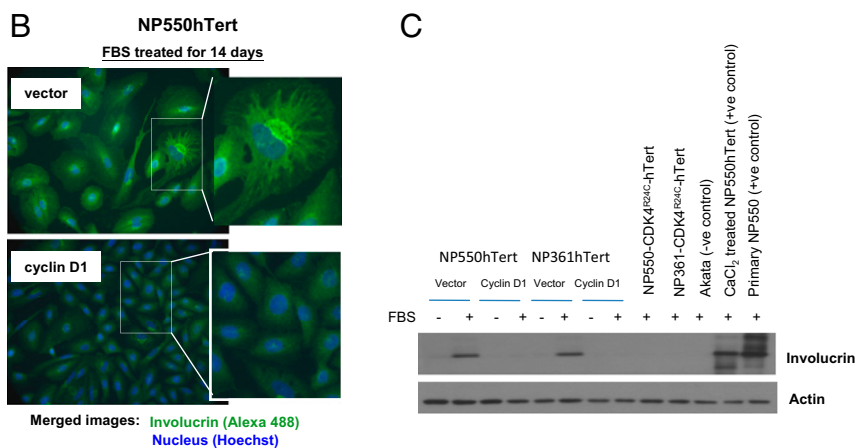 B
NP550hTert
FBS treated for 14 days
vector
cyclin D1
Merged images: Involucrin (Alexa 488)
Nucleus (Hoechst)
C
NP550hTert NP361hTert
Vector Cyclin D1 Vector Cyclin D1
NP550-CDK4R24C-hTert
NP361-CDK4R24C-hTert
Akata (-ve control)
CaCl2 treated NP550hTert (+ve control)
Primary NP550 (+ve control)
FBS - + - + - + - + + + + + +
Involucrin
Actin